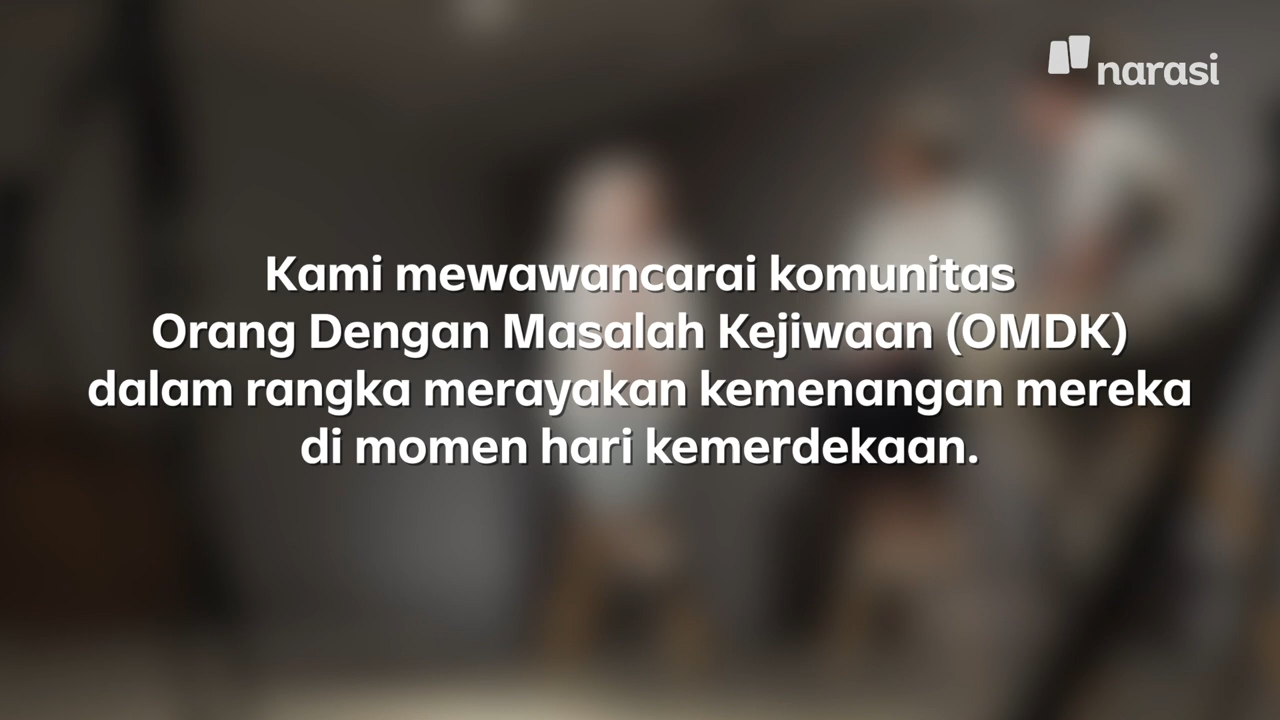 narasi
Kami mewawancarai komunitas
Orang Dengan Masalah Kejiwaan (OMDK)
dalam rangka merayakan kemenangan mereka
di momen hari kemerdekaan.